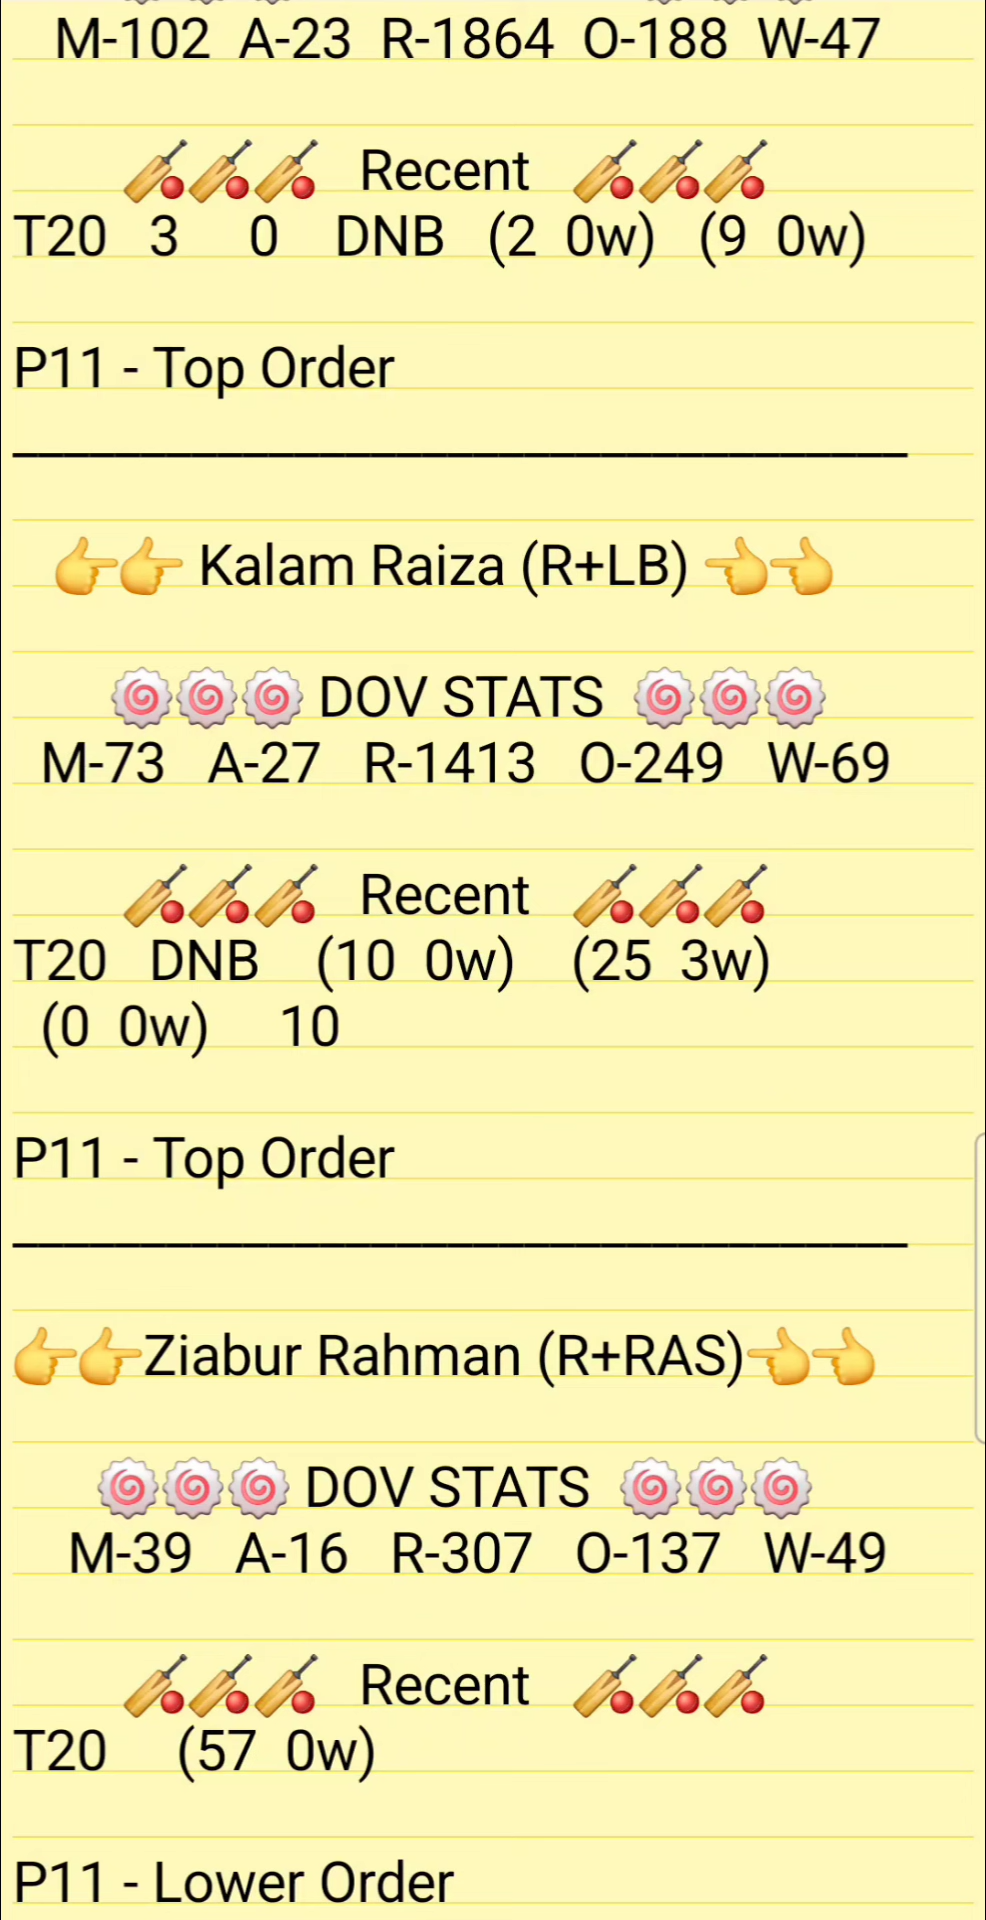 M-102 A-23 R-1864 O-188 W-47
Recent
T20 3 0 DNB (2 0w) (9 0w)
P11 - Top Order
Kalam Raiza (R+LB)
DOV STATS
M-73 A-27 R-1413 O-249 W-69
Recent
T20 DNB (10 0w) (25 3w)
(0 0w) 10
P11 - Top Order
Ziabur Rahman (R+RAS)
DOV STATS
M-39 A-16 R-307 O-137 W-49
Recent
T20 (57 0w)
P11 - Lower Order